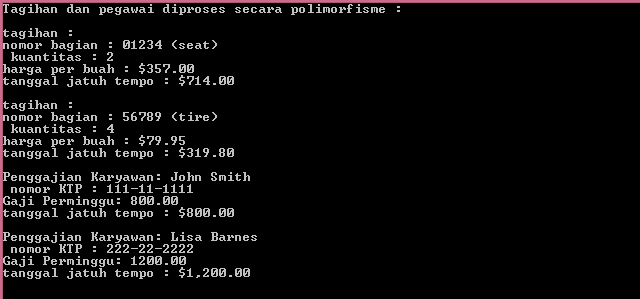 Tagihan dan pegawai diproses secara polimorfisme :
tagihan :
nomor bagian : 01234 (seat)
kuantitas : 2
harga per buah : $357.00
tanggal jatuh tempo : $714.00
tagihan :
nomor bagian : 56789 (tire)
kuantitas : 4
harga per buah : $79.95
tanggal jatuh tempo : $319.80
Penggajian Karyawan: John Smith
nomor KTP : 111-11-1111
Gaji Perminggu: 800.00
tanggal jatuh tempo : $800.00
Penggajian Karyawan: Lisa Barnes
nomor KTP : 222-22-2222
Gaji Perminggu: 1200.00
tanggal jatuh tempo : $1,200.00